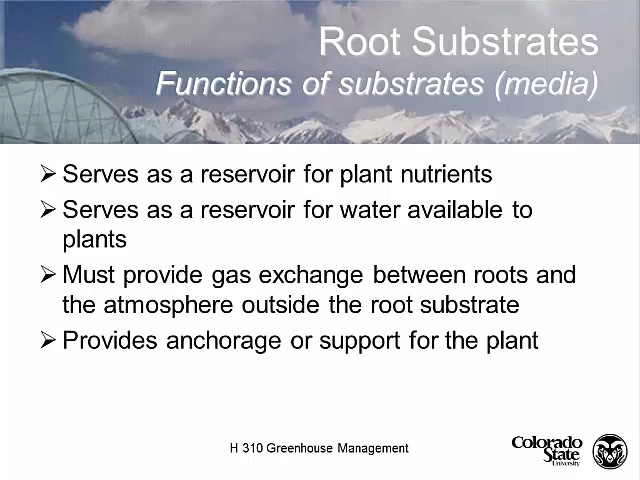 Root Substrates
Functions of substrates (media)
➢ Serves as a reservoir for plant nutrients
➢ Serves as a reservoir for water available to
plants
➢ Must provide gas exchange between roots and
the atmosphere outside the root substrate
➢ Provides anchorage or support for the plant
H 310 Greenhouse Management
Colorado
State
University